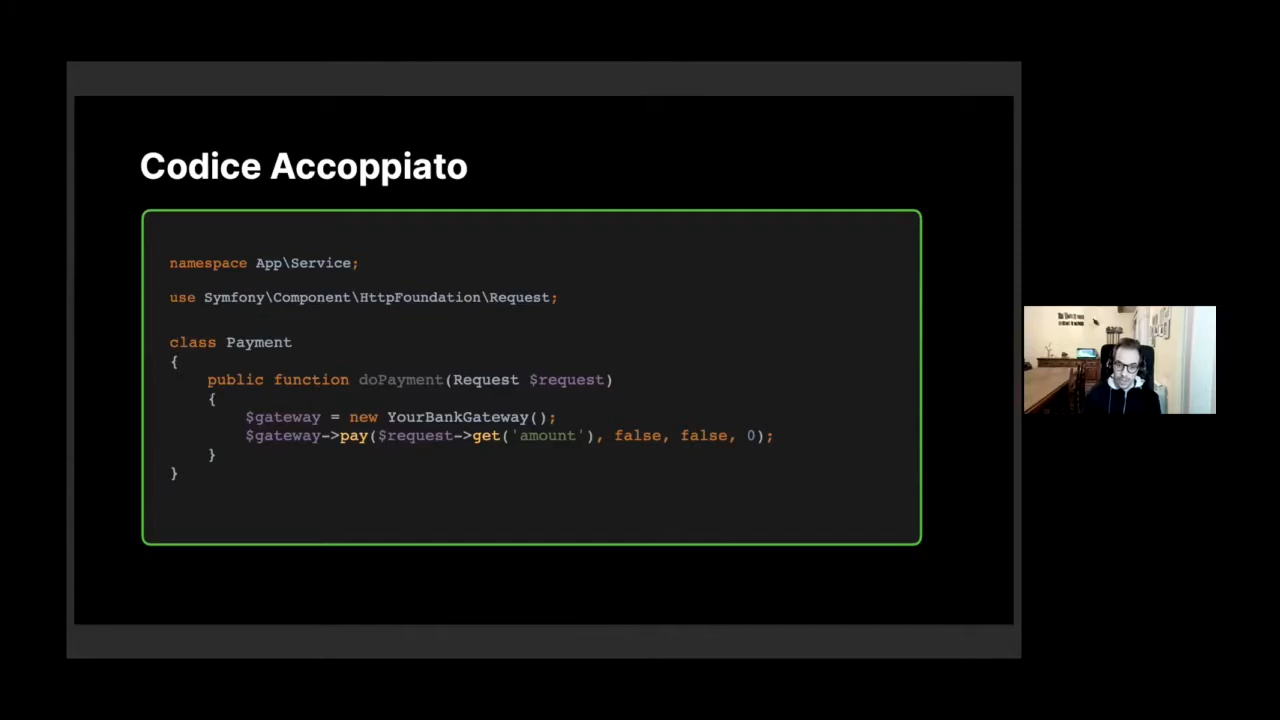 Codice Accoppiato
namespace App\Service;
use Symfony\Component\HttpFoundation\Request;
class Payment
{
public function doPayment(Request $request)
{
$gateway = new YourBankGateway();
$gateway->pay($request->get('amount'), false, false, 0);
}
}